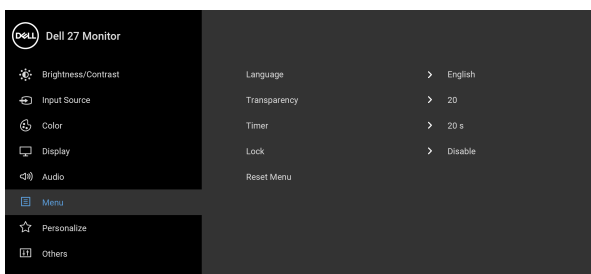 DELL Dell 27 Monitor
Brightness/Contrast
Input Source
Color
Display
Audio
Menu
Personalize
Others
Language > English
Transparency > 20
Timer > 20 s
Lock > Disable
Reset Menu